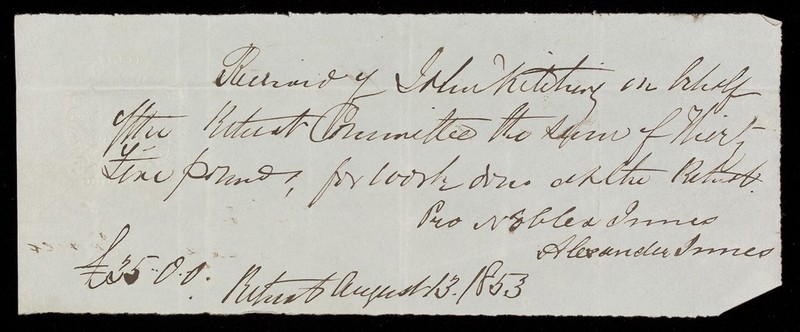 Received of John Kitching on behalf
of the Retreat Committee the sum of Thirty
five pounds, for work done at the Retreat.
Pro Noble & Innes
Alexander Innes
£35.0.0.
Retreat August 13. 1853